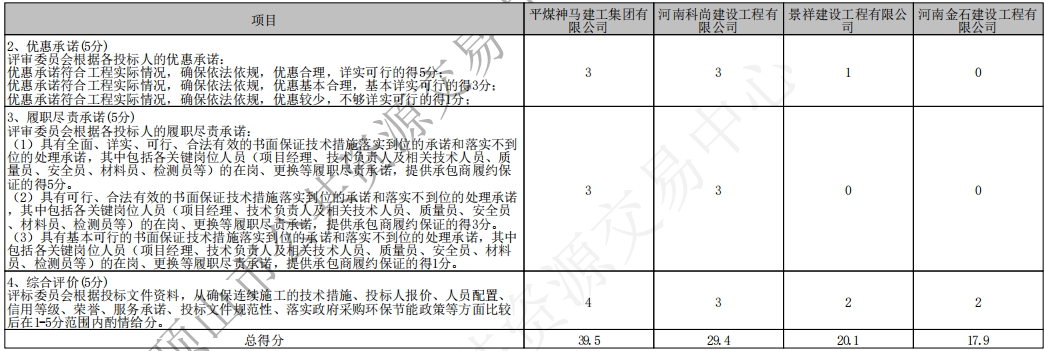 项目
平煤神马建工集团有限公司
河南科尚建设工程有限公司
景祥建设工程有限公司
河南金石建设工程有限公司
2、优惠承诺(5分)
评审委员会根据各投标人的优惠承诺:
优惠承诺符合工程实际情况，确保依法依规，优惠合理，详实可行的得5分;
优惠承诺符合工程实际情况，确保依法依规，优惠基本合理，基本详实可行的得3分;
优惠承诺符合工程实际情况，确保依法依规，优惠较少，不够详实可行的得1分;
3 3 1 0
3、履职尽责承诺(5分)
评审委员会根据各投标人的履职尽责承诺:
（1）具有全面、详实、可行、合法有效的书面保证技术措施落实到位的承诺和落实不到
位的处理承诺，其中包括各关键岗位人员（项目经理、技术负责人及相关技术人员、质
量员、安全员、材料员、检测员等）的在岗、更换等履职尽责承诺，提供承包商履约保
证的得5分。
（2）具有可行、合法有效的书面保证技术措施落实到位的承诺和落实不到位的处理承诺
，其中包括各关键岗位人员（项目经理、技术负责人及相关技术人员、质量员、安全员
、材料员、检测员等）的在岗、更换等履职尽责承诺，提供承包商履约保证的得3分。
（3）具有基本可行的书面保证技术措施落实到位的承诺和落实不到位的处理承诺，其中
包括各关键岗位人员（项目经理、技术负责人及相关技术人员、质量员、安全员、材料
员、检测员等）的在岗、更换等履职尽责承诺，提供承包商履约保证的得1分。
3 3 0 0
4、综合评价(5分)
评标委员会根据投标文件资料，从确保连续施工的技术措施、投标人报价、人员配置、
信用等级、荣誉、服务承诺、投标文件规范性、落实政府采购环保节能政策等方面比较
后在1-5分范围内酌情给分。
4 3 2 2
总得分 39.5 29.4 20.1 17.9